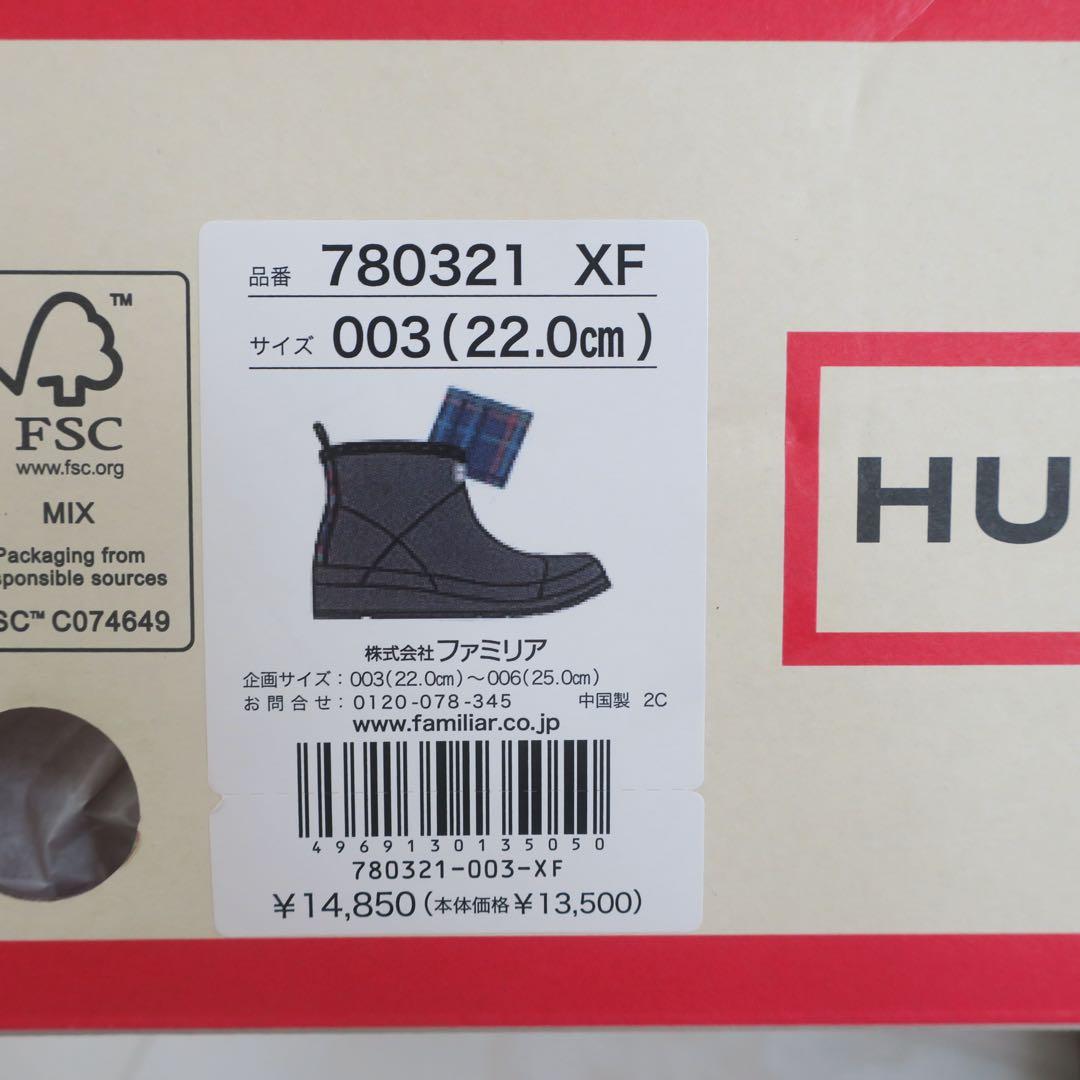 品番 780321 XF
サイズ 003(22.0㎝)
株式会社ファミリア
企画サイズ：003(22.0㎝)～006(25.0㎝)
お問合せ：0120-078-345 中国製 2C
www.familiar.co.jp
4969130135050
780321-003-XF
￥14,850(本体価格￥13,500)
TM
FSC
www.fsc.org
MIX
Packaging from
sponsible sources
SC™ C074649
HU